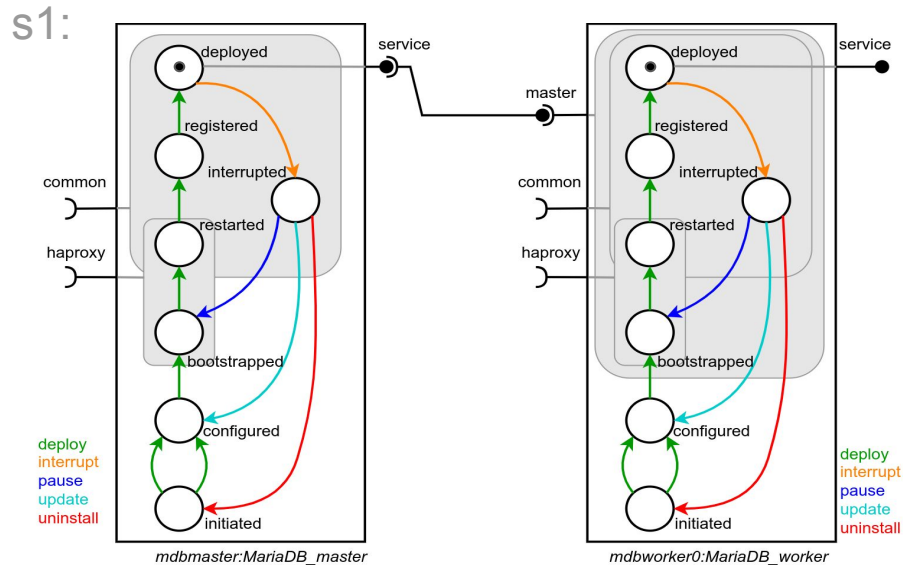 s1:
deployed
service
registered
interrupted
common
restarted
haproxy
bootstrapped
configured
initiated
deploy
interrupt
pause
update
uninstall
mdbmaster:MariaDB_master
master
deployed
service
registered
interrupted
common
restarted
haproxy
bootstrapped
configured
initiated
deploy
interrupt
pause
update
uninstall
mdbworker0:MariaDB_worker